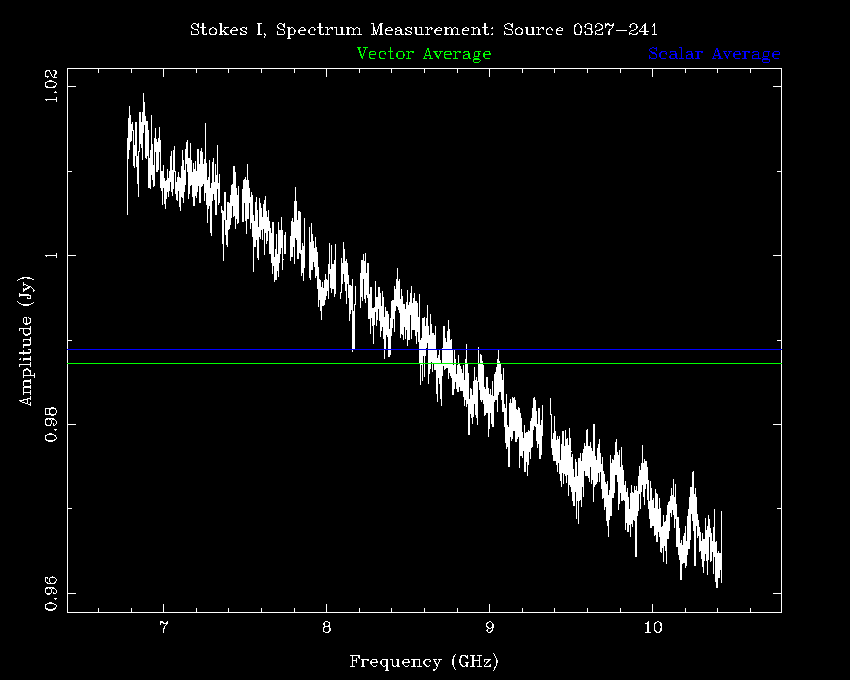 Stokes I, Spectrum Measurement: Source 0327-241
Vector Average Scalar Average
1.02
1
0.98
0.96
Amplitude (Jy)
7 8 9 10
Frequency (GHz)